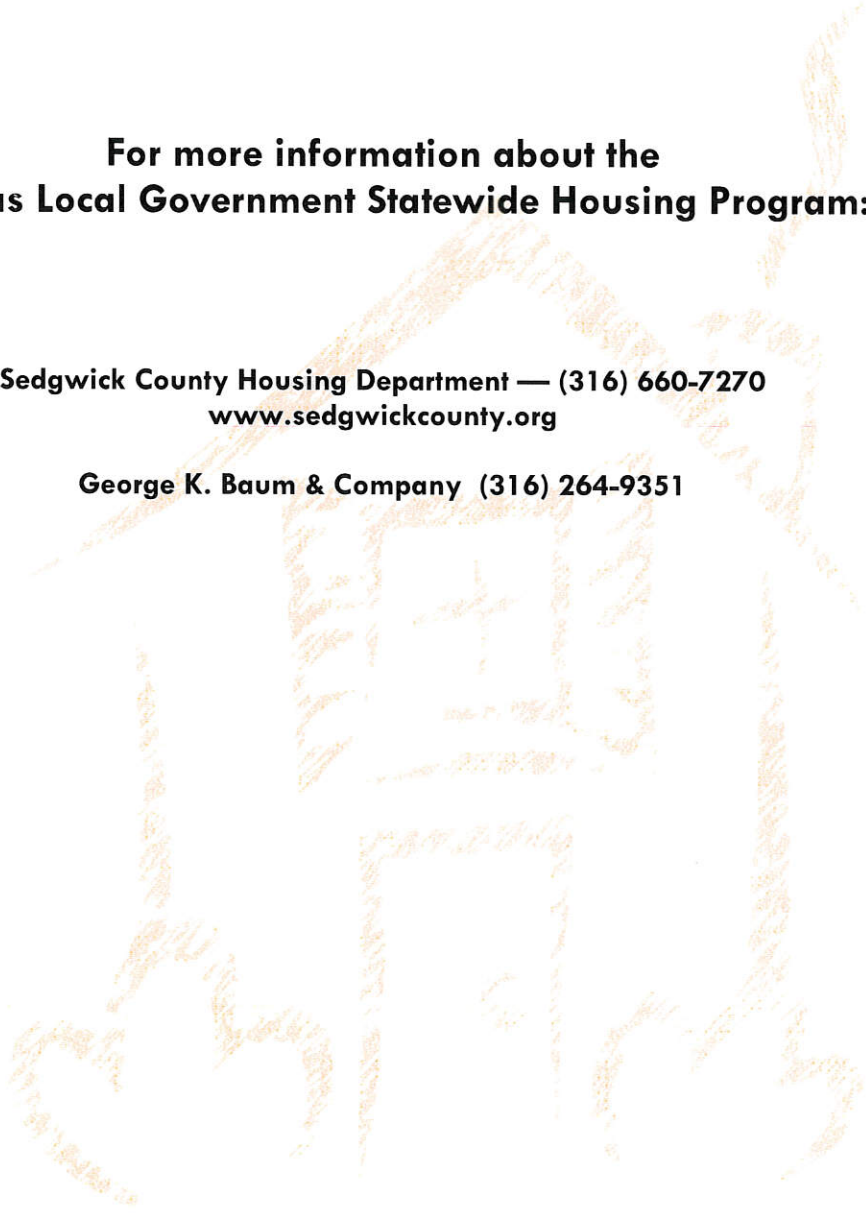 For more information about the
as Local Government Statewide Housing Program:
Sedgwick County Housing Department — (316) 660-7270
www.sedgwickcounty.org
George K. Baum & Company (316) 264-9351